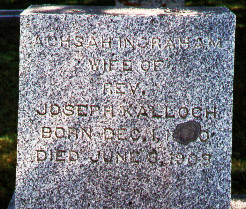 ACHSAH INGRAHAM
WIFE OF
REV.
JOSEPH KALLOCH
BORN DEC.
DIED JUNE